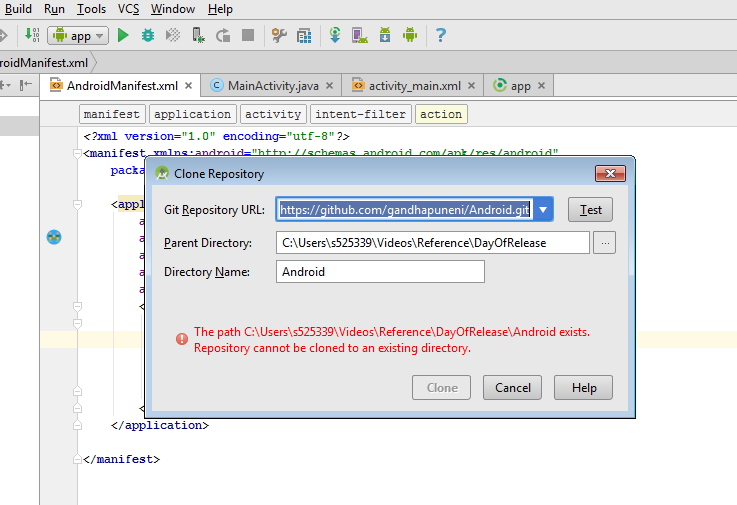 Build Run Tools VCS Window Help
app
roidManifest.xml
AndroidManifest.xml MainActivity.java activity_main.xml app
manifest application activity intent-filter action
<?xml version="1.0" encoding="utf-8"?>
<manifest xmlns:android="http://schemas.android.com/apk/res/android"
packa
Clone Repository
Git Repository URL: https://github.com/gandhapuneni/Android.git Test
<appl
Parent Directory: C:\Users\s525339\Videos\Reference\DayOfRelease ...
a
a
Directory Name: Android
a
a
a
<
The path C:\Users\s525339\Videos\Reference\DayOfRelease\Android exists.
Repository cannot be cloned to an existing directory.
Clone Cancel Help
<
</application>
</manifest>